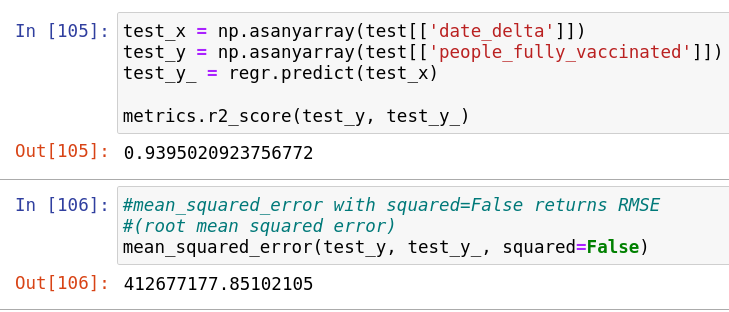 In [105]: test_x = np.asanyarray(test[['date_delta']])
test_y = np.asanyarray(test[['people_fully_vaccinated']])
test_y_ = regr.predict(test_x)
metrics.r2_score(test_y, test_y_)
Out[105]: 0.9395020923756772
In [106]: #mean_squared_error with squared=False returns RMSE
#(root mean squared error)
mean_squared_error(test_y, test_y_, squared=False)
Out[106]: 412677177.85102105